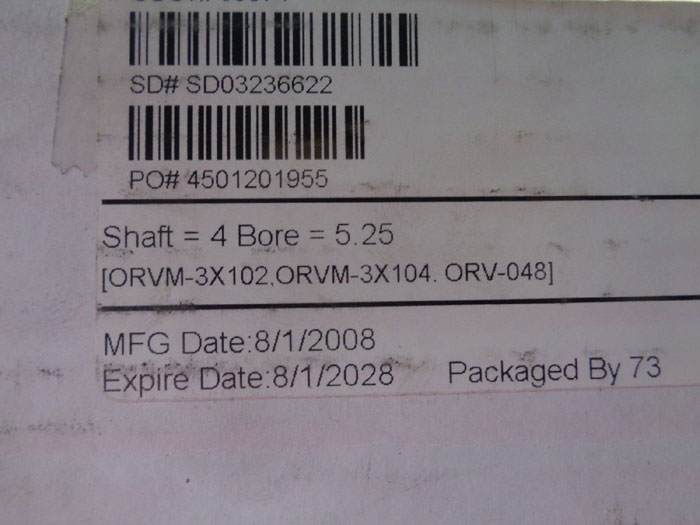 SD# SD03236622
PO# 4501201955
Shaft = 4 Bore = 5.25
[ORVM-3X102,ORVM-3X104. ORV-048]
MFG Date:8/1/2008
Expire Date:8/1/2028 Packaged By 73